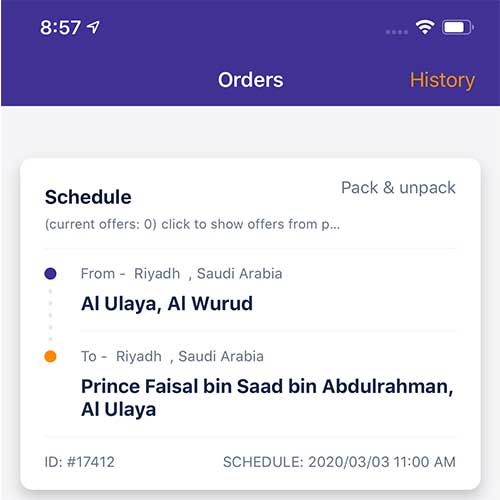 8:57
Orders
History
Schedule
Pack & unpack
(current offers: 0) click to show offers from p...
From -  Riyadh  , Saudi Arabia
Al Ulaya, Al Wurud
To -  Riyadh  , Saudi Arabia
Prince Faisal bin Saad bin Abdulrahman,
Al Ulaya
ID: #17412
SCHEDULE: 2020/03/03 11:00 AM